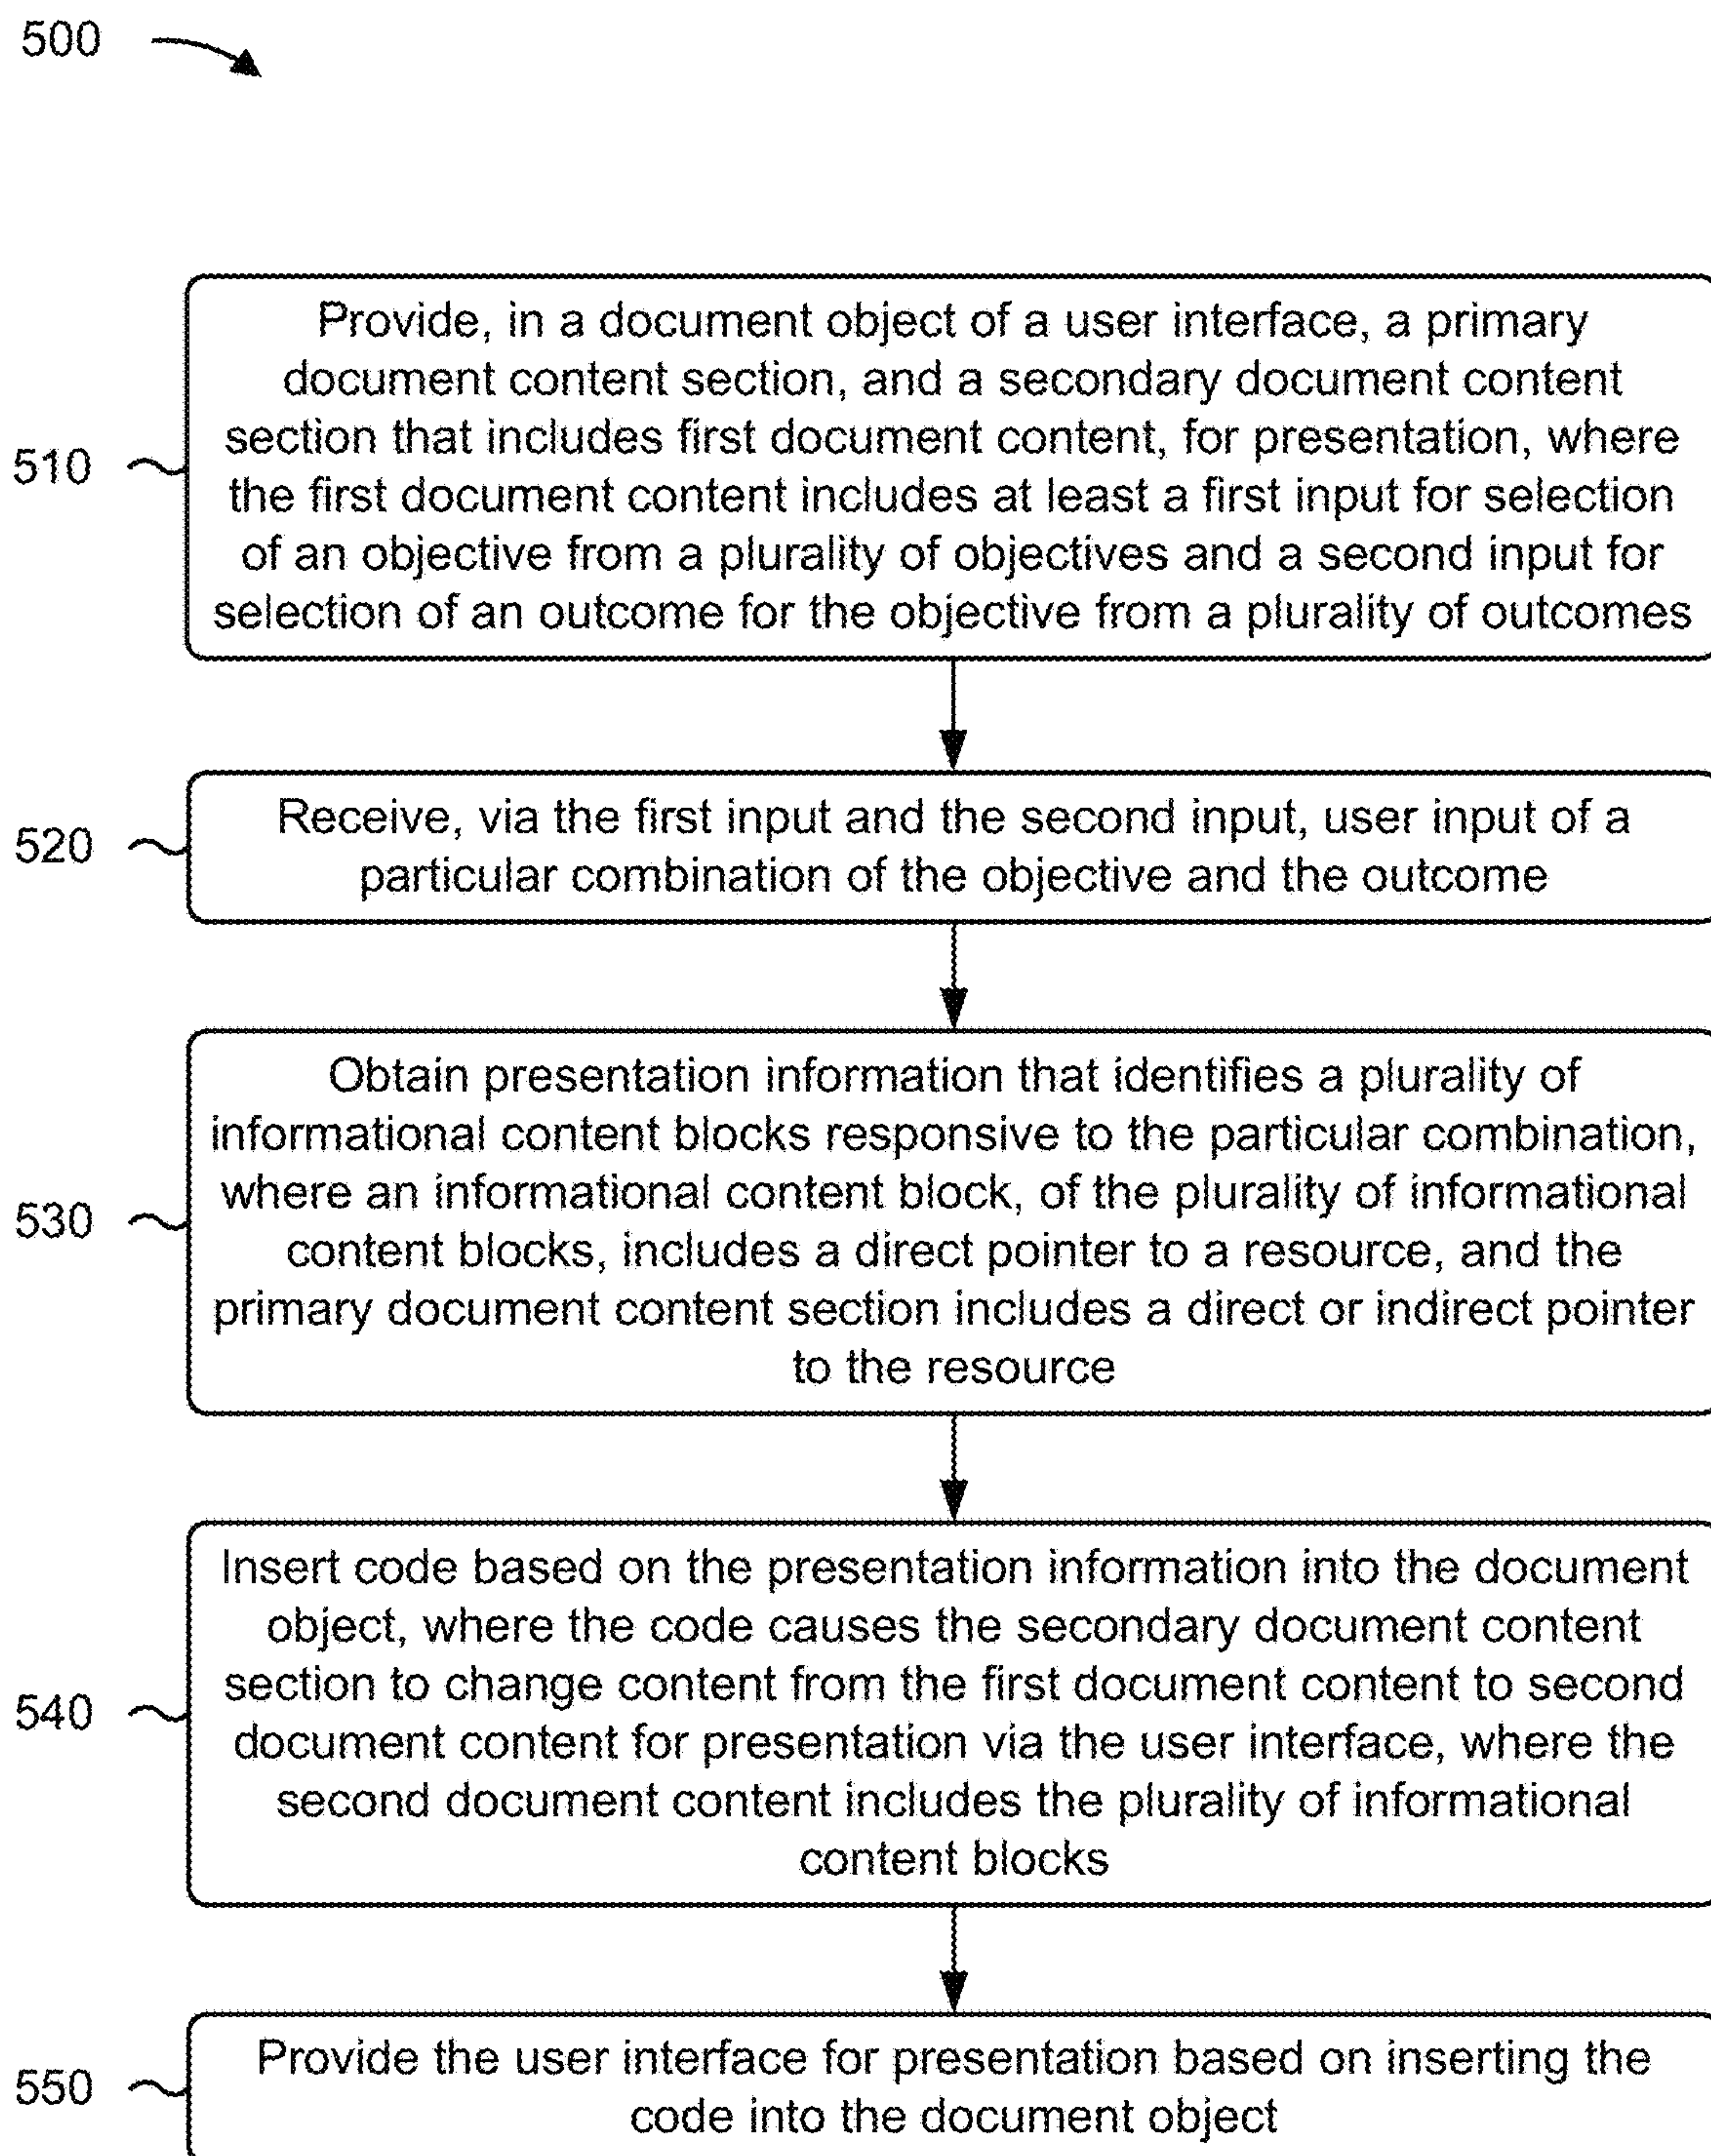 500
Provide, in a document object of a user interface, a primary
document content section, and a secondary document content
section that includes first document content, for presentation, where
the first document content includes at least a first input for selection
of an objective from a plurality of objectives and a second input for
selection of an outcome for the objective from a plurality of outcomes
510
Receive, via the first input and the second input, user input of a
particular combination of the objective and the outcome
520
Obtain presentation information that identifies a plurality of
informational content blocks responsive to the particular combination,
where an informational content block, of the plurality of informational
content blocks, includes a direct pointer to a resource, and the
primary document content section includes a direct or indirect pointer
to the resource
530
Insert code based on the presentation information into the document
object, where the code causes the secondary document content
section to change content from the first document content to second
document content for presentation via the user interface, where the
second document content includes the plurality of informational
content blocks
540
Provide the user interface for presentation based on inserting the
code into the document object
550